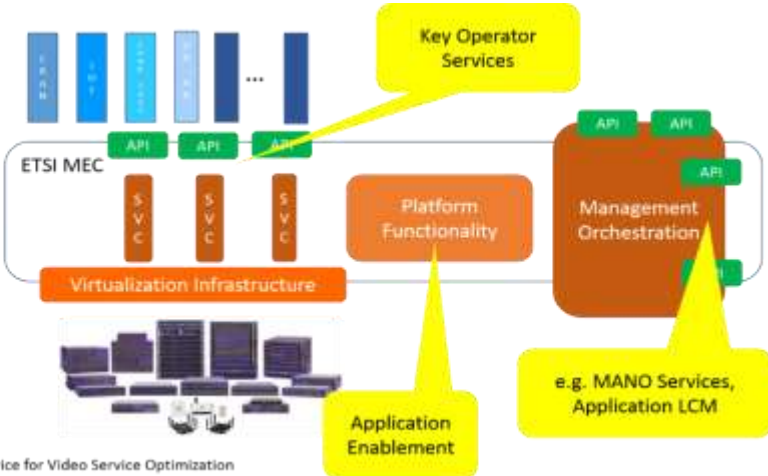 Key Operator
Services
...
API
API
API
API
API
ETSI MEC
API
S
V
C
S
V
C
S
V
C
Platform
Functionality
Management
Orchestration
Virtualization Infrastructure
e.g. MANO Services,
Application LCM
Application
Enablement
ice for Video Service Optimization